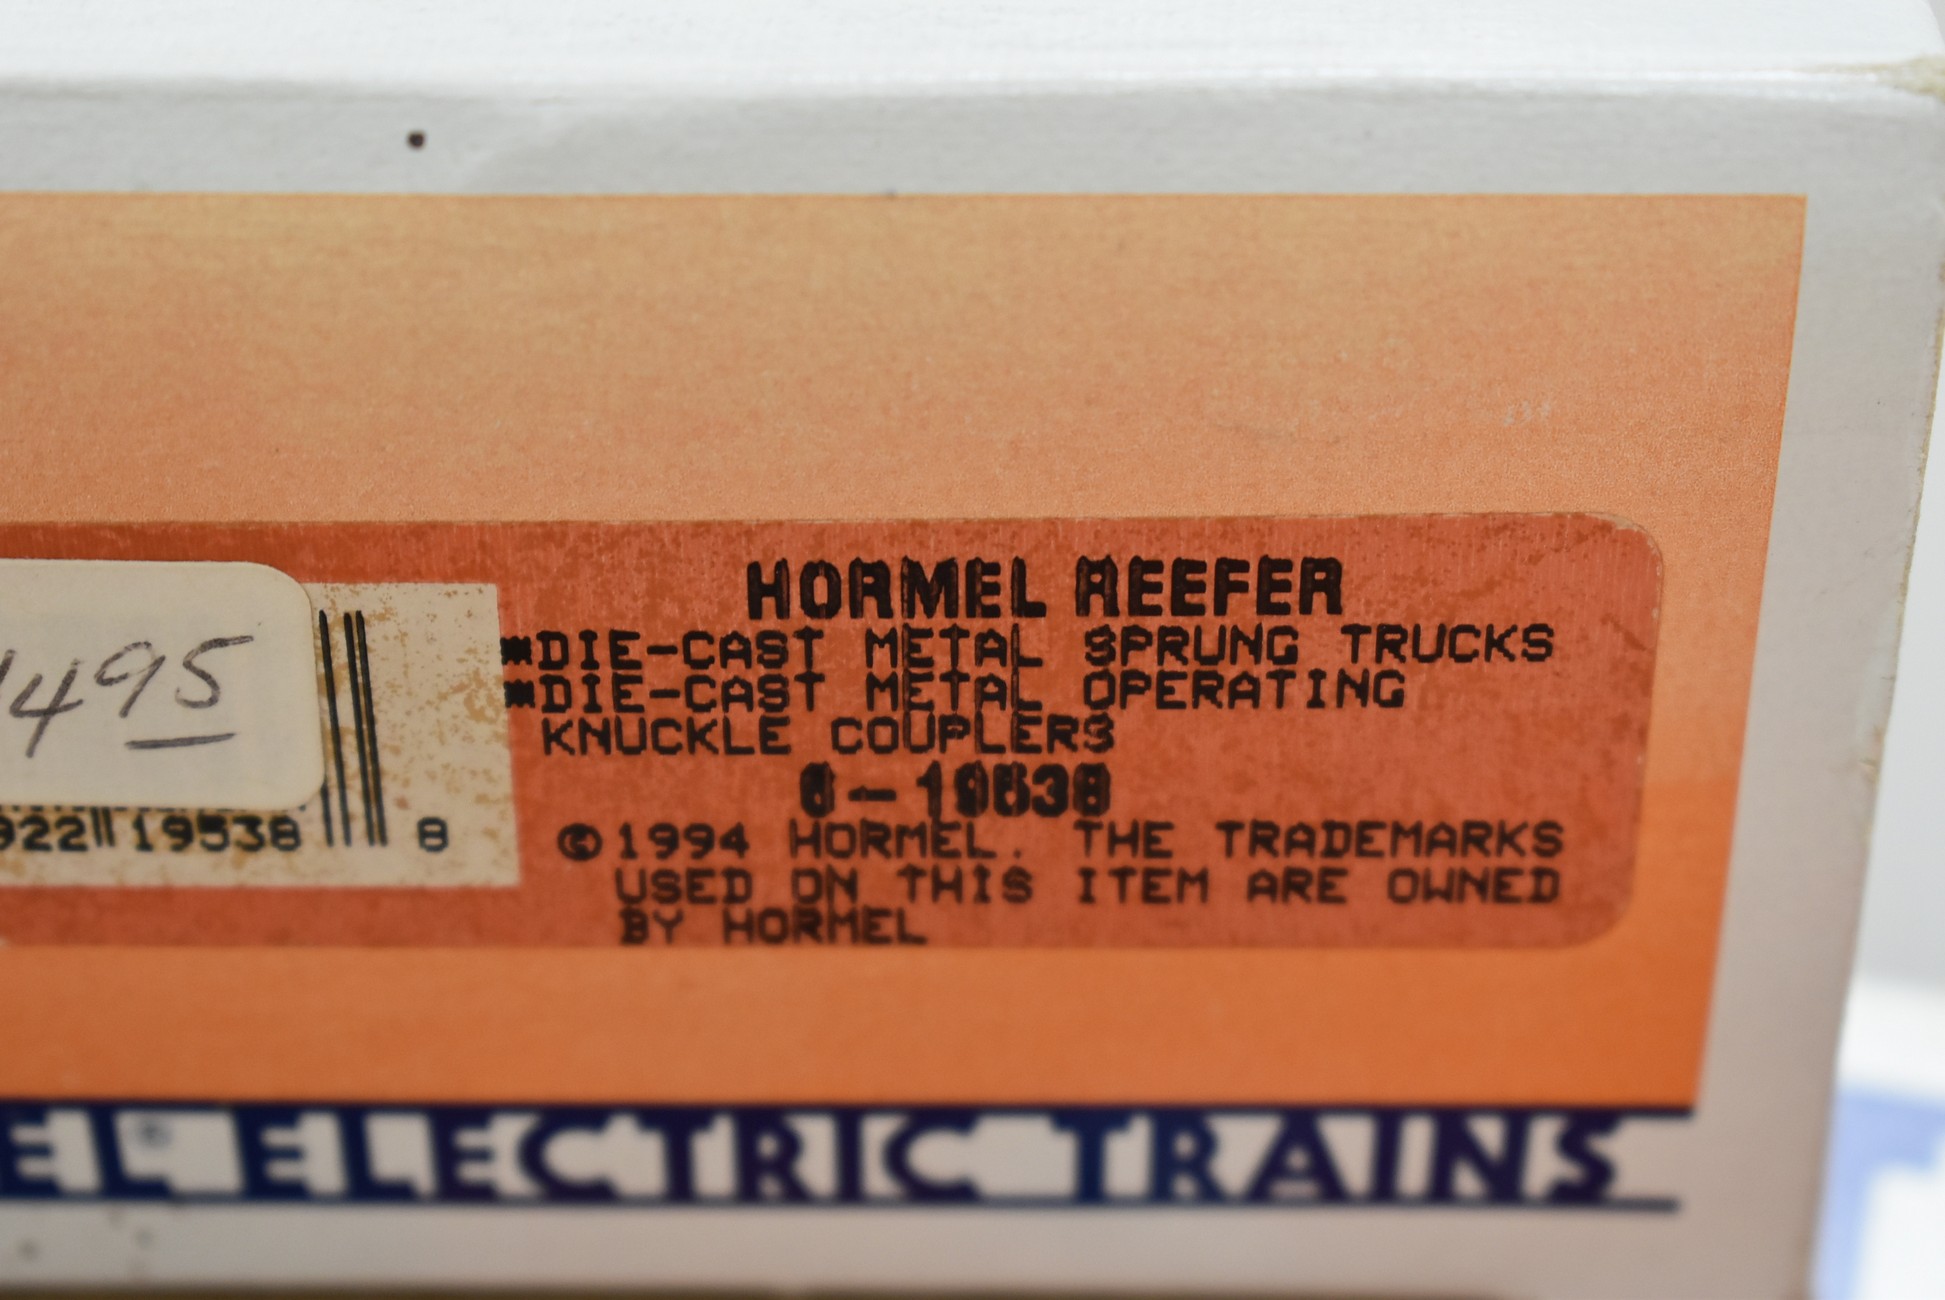 HORMEL REEFER
*DIE-CAST METAL SPRUNG TRUCKS
*DIE-CAST METAL OPERATING
KNUCKLE COUPLERS
6-19538
© 1994 HORMEL. THE TRADEMARKS
USED ON THIS ITEM ARE OWNED
BY HORMEL
495
922 19538 8
EL® ELECTRIC TRAINS